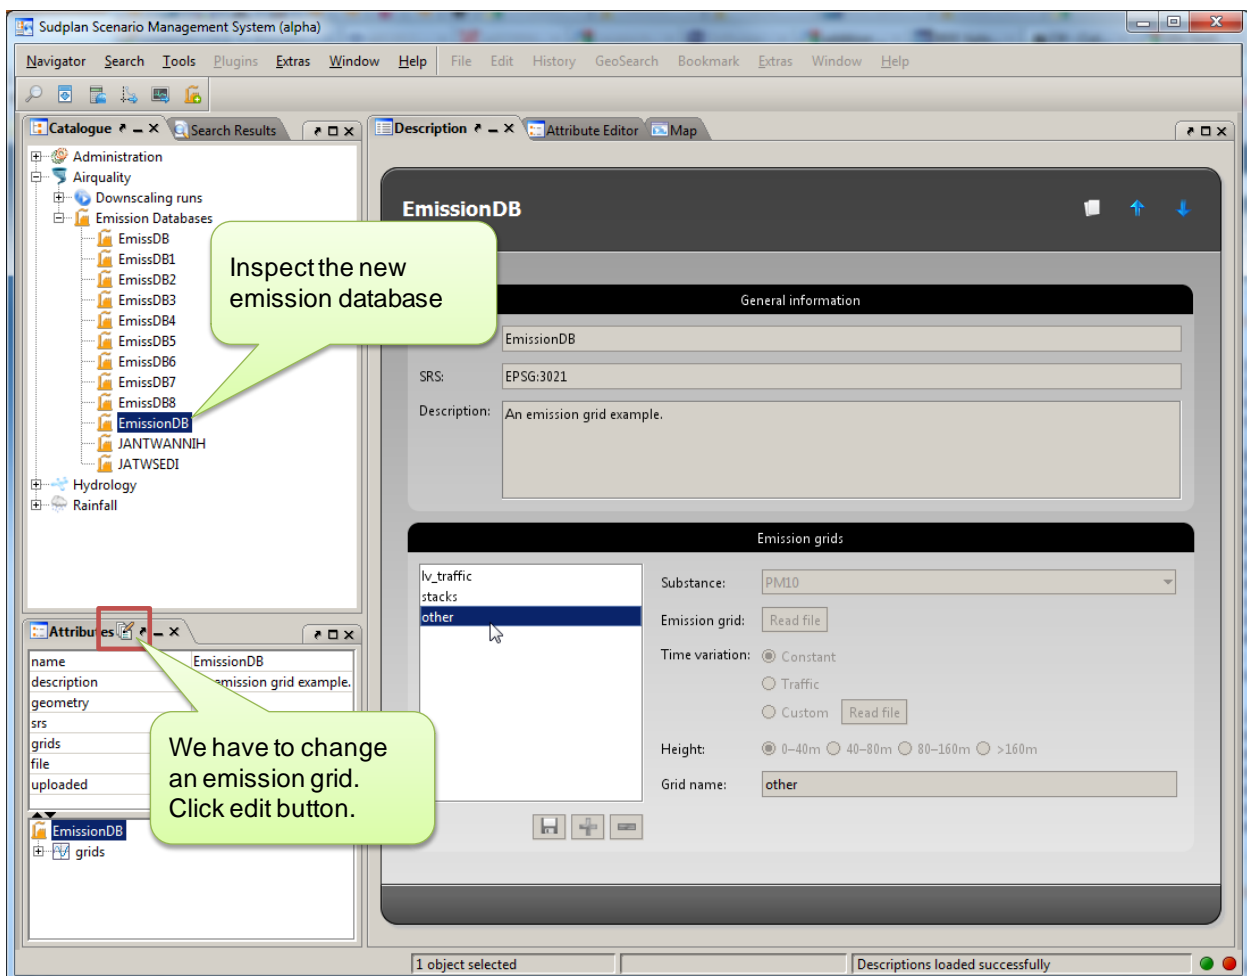 Sudplan Scenario Management System (alpha)
Navigator Search Tools Plugins Extras Window Help File Edit History GeoSearch Bookmark Extras Window Help
Catalogue Search Results
Description Attribute Editor Map
Administration
Airquality
Downscaling runs
Emission Databases
EmissDB
EmissDB1
EmissDB2
EmissDB3
EmissDB4
EmissDB5
EmissDB6
EmissDB7
EmissDB8
EmissionDB
JANTWANNIH
JATWSEDI
Hydrology
Rainfall
Inspect the new
emission database
EmissionDB
General information
EmissionDB
SRS: EPSG:3021
Description: An emission grid example.
Emission grids
lv_traffic
stacks
other
Substance: PM10
Emission grid: Read file
Time variation: Constant
Traffic
Custom Read file
Height: 0-40m 40-80m 80-160m >160m
Grid name: other
Attributes
name EmissionDB
description emission grid example.
geometry
srs
grids
file
uploaded
We have to change
an emission grid.
Click edit button.
EmissionDB
grids
1 object selected Descriptions loaded successfully